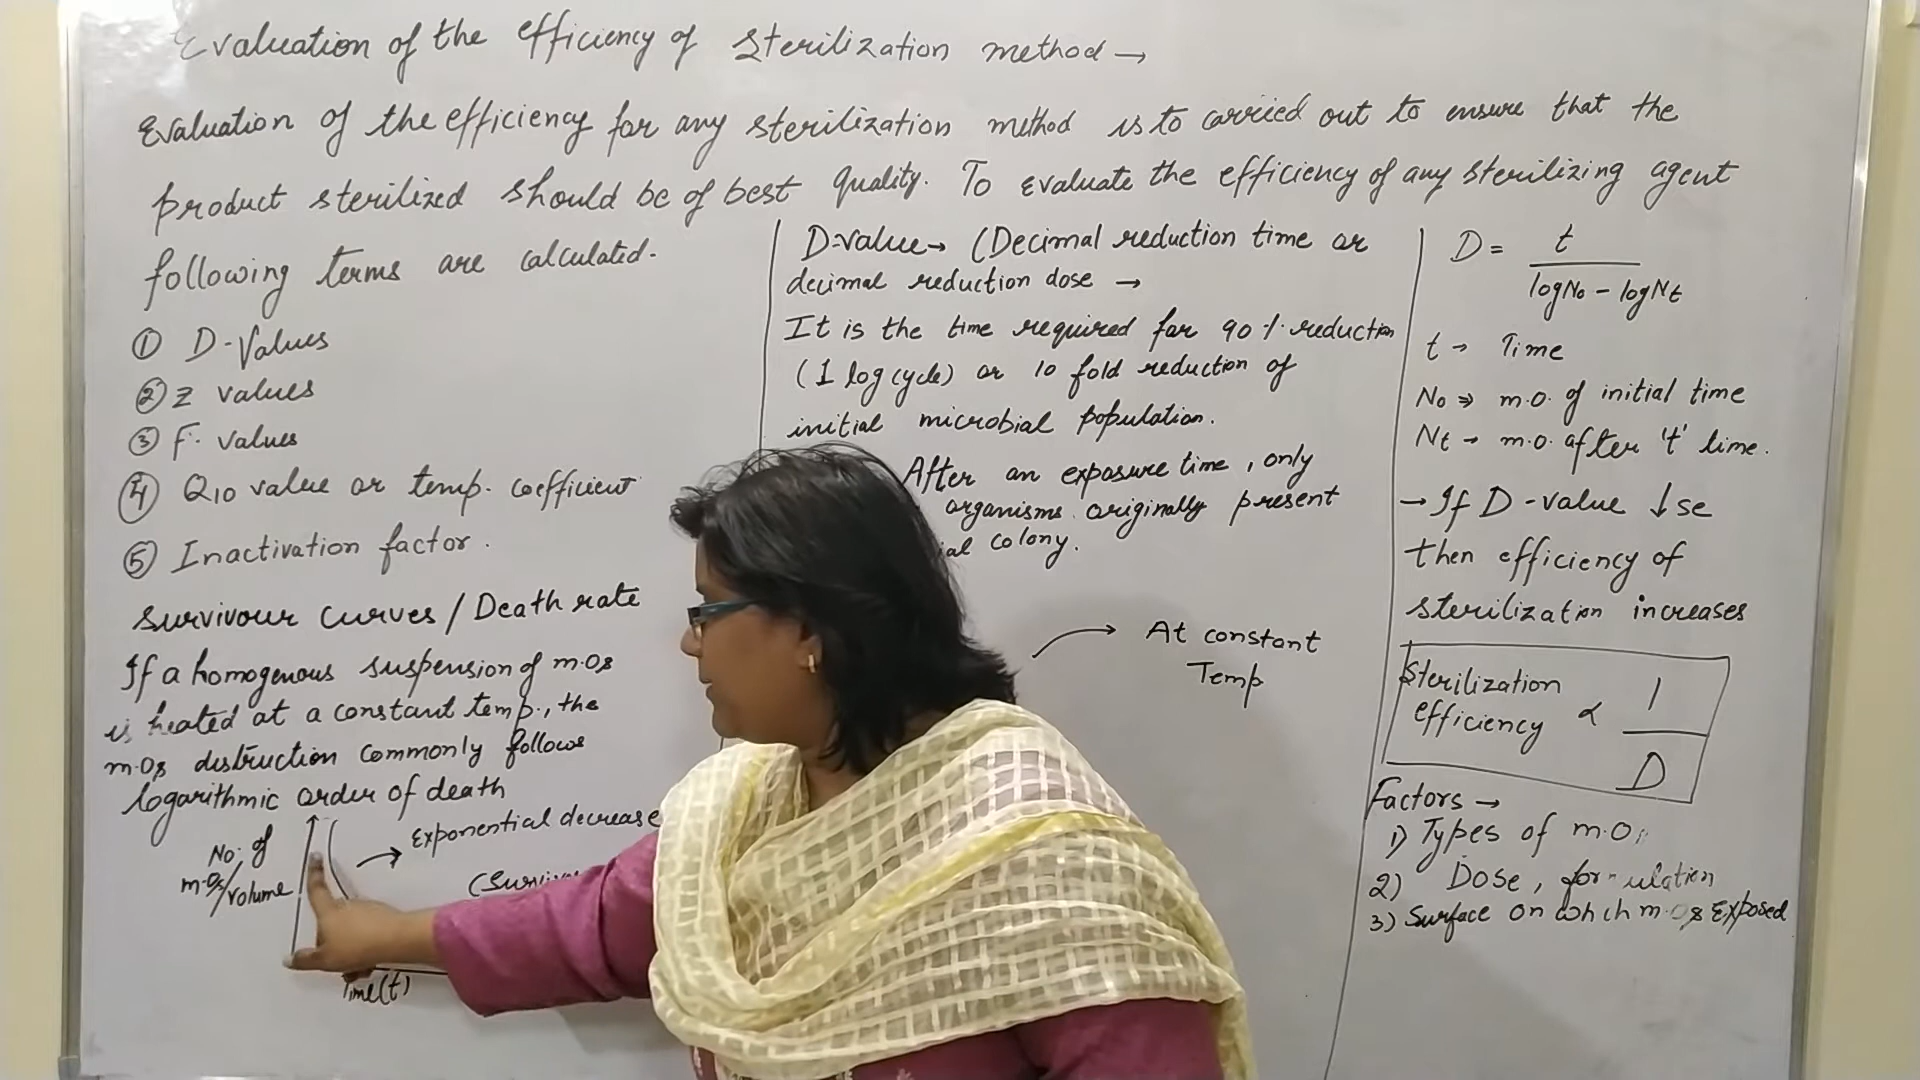 Evaluation of the efficiency of sterilization method →
Evaluation of the efficiency for any sterilization method is to carried out to ensure that the
product sterilized should be of best quality. To Evaluate the efficiency of any sterilizing agent
following terms are calculated.
① D-Values
② Z values
③ F. values
④ Q10 value or temp. coefficient
⑤ Inactivation factor.
Survivour curves / Death rate
If a homogenous suspension of m.Os
is heated at a constant temp., the
m.Os distruction commonly follows
logarithmic order of death
No. of
m.Os/volume
→ Exponential decrease
Time(t)
D-value → (Decimal reduction time or
decimal reduction dose →
It is the time required for 90% reduction
(1 log cycle) or 10 fold reduction of
initial microbial population.
After an exposure time, only
organisms originally present
colony.
→ At constant
Temp
D = t / logN0 - logNt
t → Time
N0 ⇒ m.o. of initial time
Nt → m.o. after 't' time.
→ If D-value ↓se
then efficiency of
sterilization increases
Sterilization efficiency ∝ 1 / D
Factors →
1) Types of m.O
2) Dose, formulation
3) Surface on which m.Os Exposed